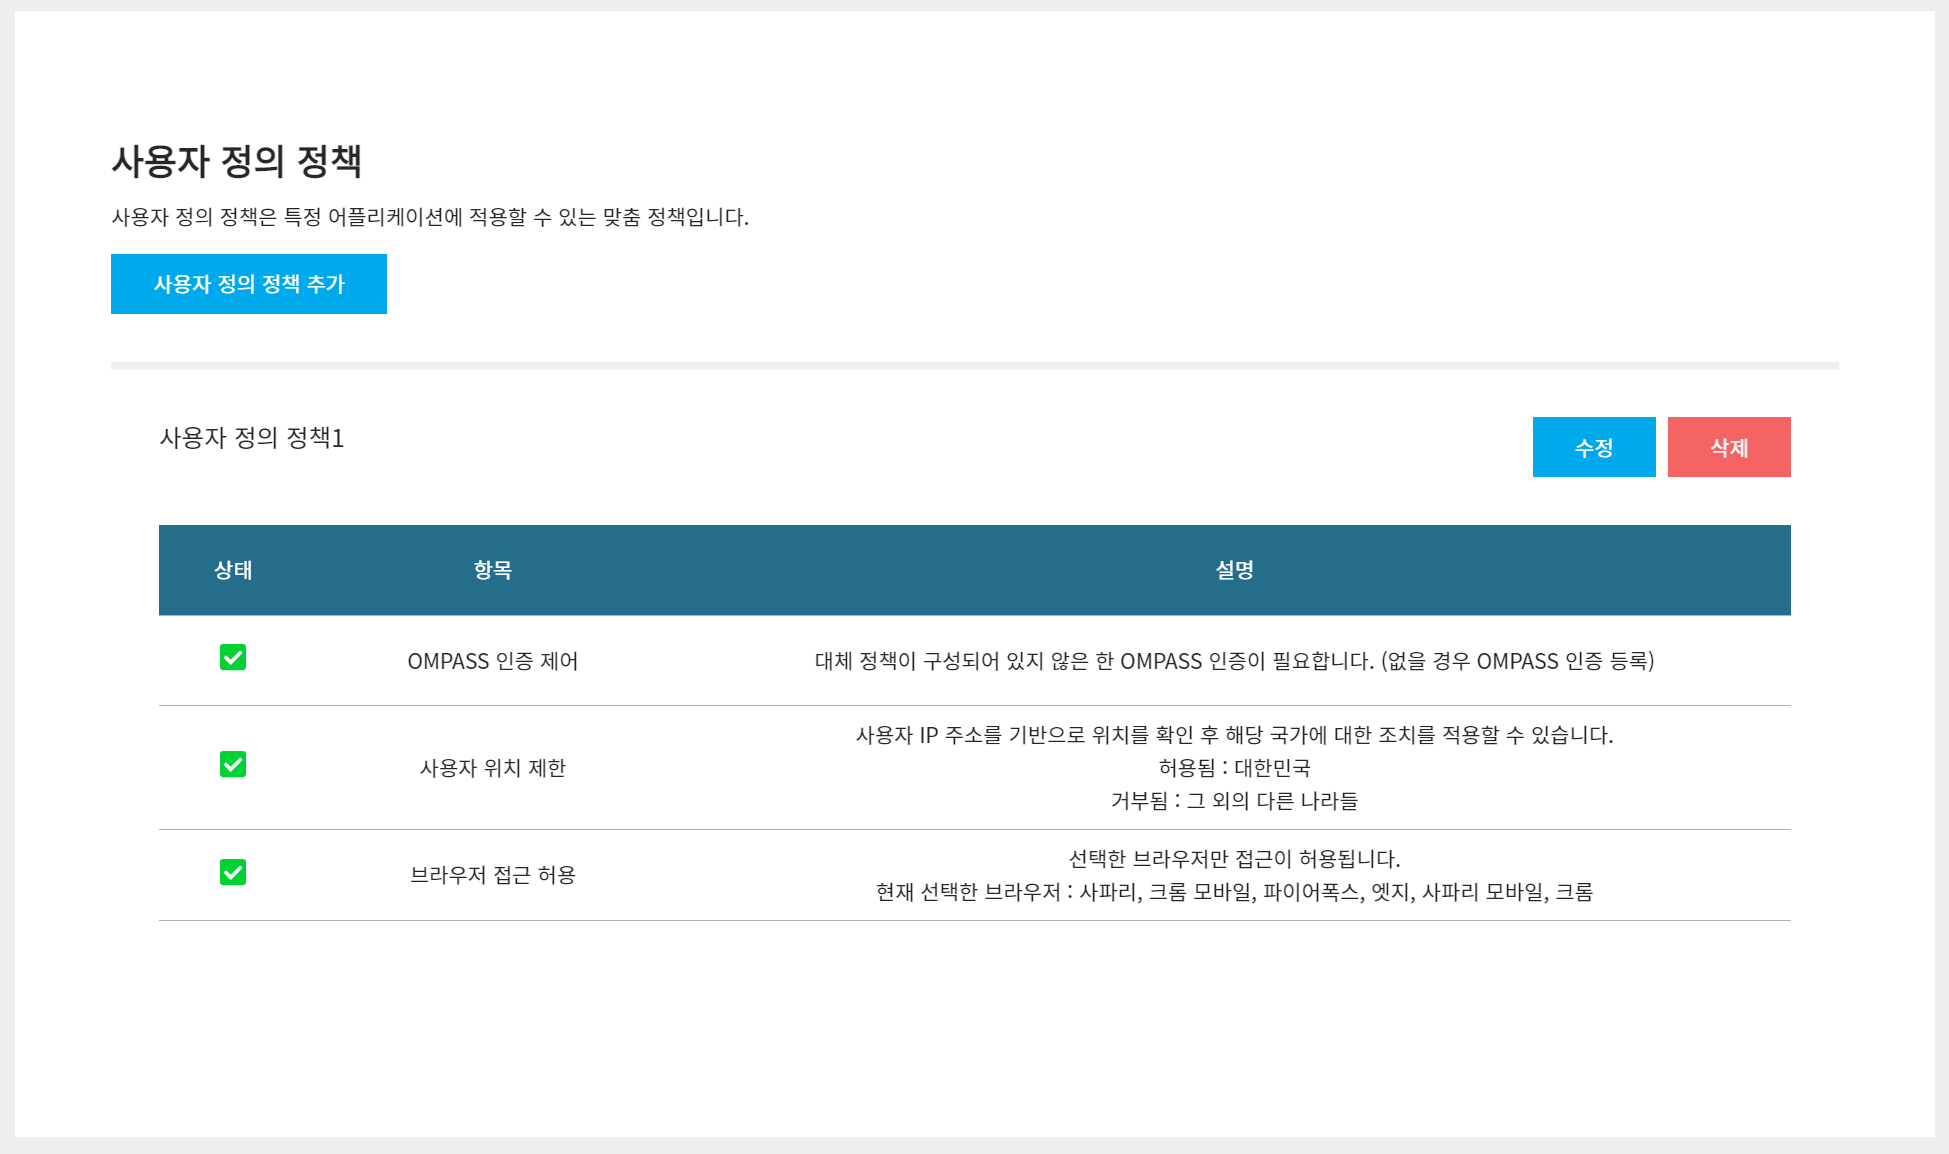 사용자 정의 정책
사용자 정의 정책은 특정 어플리케이션에 적용할 수 있는 맞춤 정책입니다.
사용자 정의 정책 추가
사용자 정의 정책1
수정
삭제
상태
항목
설명
OMPASS 인증 제어
대체 정책이 구성되어 있지 않은 한 OMPASS 인증이 필요합니다. (없을 경우 OMPASS 인증 등록)
사용자 위치 제한
사용자 IP 주소를 기반으로 위치를 확인 후 해당 국가에 대한 조치를 적용할 수 있습니다.
허용됨 : 대한민국
거부됨 : 그 외의 다른 나라들
브라우저 접근 허용
선택한 브라우저만 접근이 허용됩니다.
현재 선택한 브라우저 : 사파리, 크롬 모바일, 파이어폭스, 엣지, 사파리 모바일, 크롬